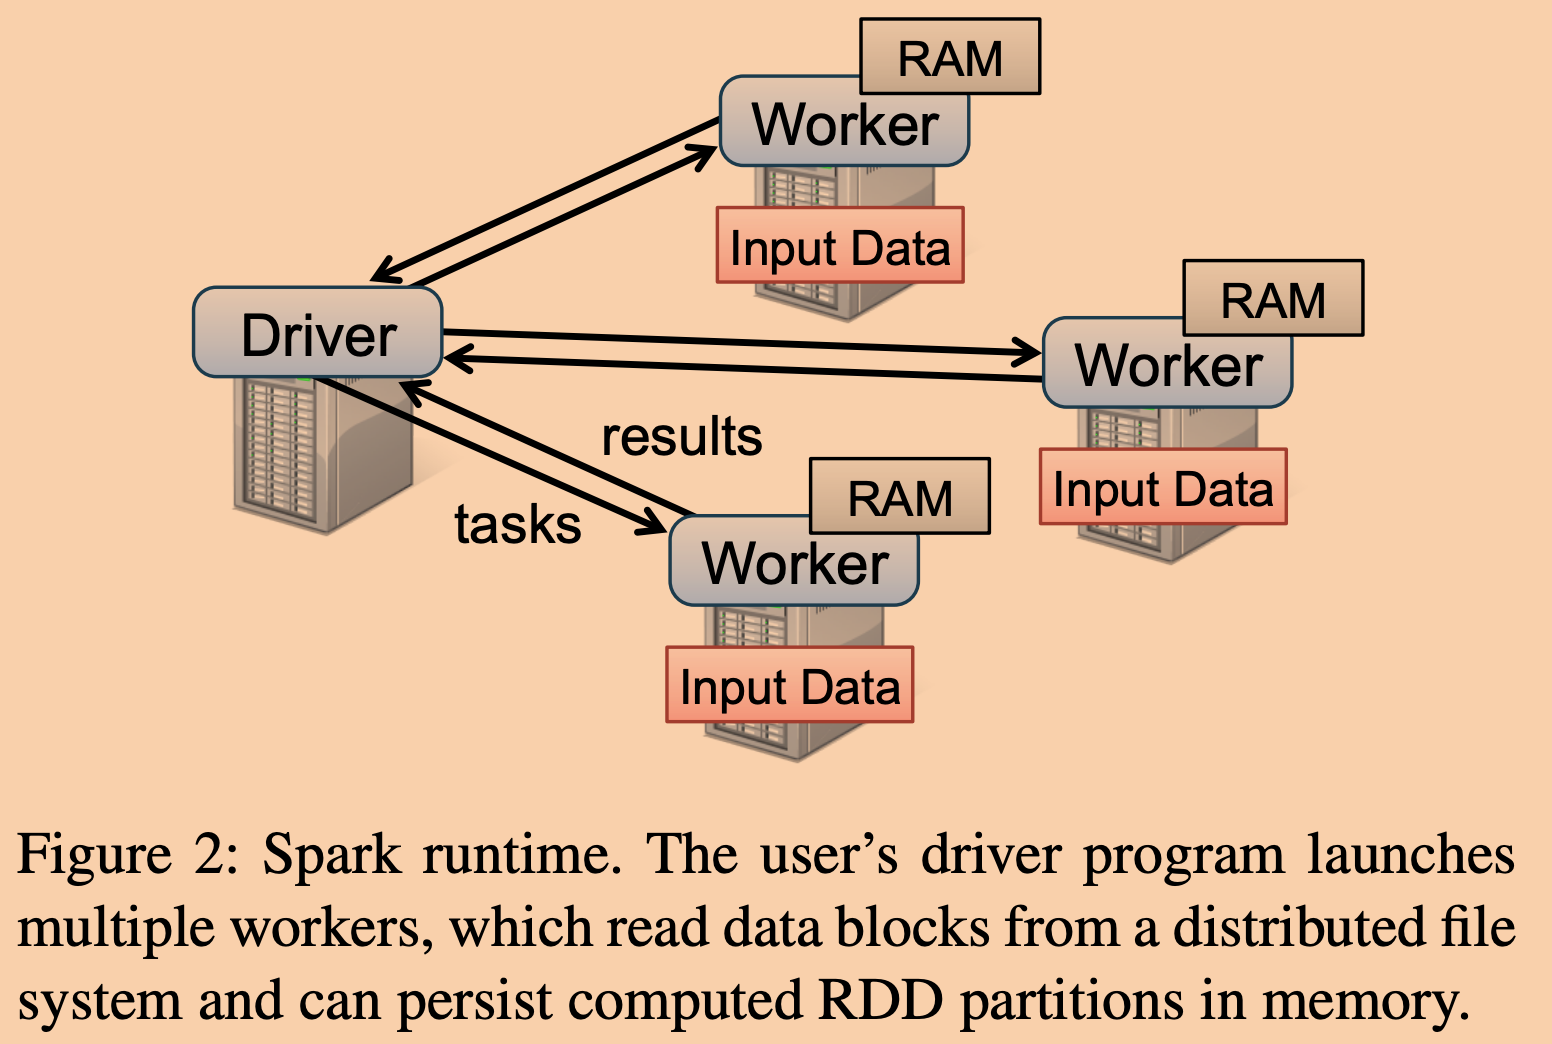 RAM
Worker
Input Data
RAM
Driver
Worker
results
Input Data
RAM
tasks
Worker
Input Data
Figure 2: Spark runtime. The user’s driver program launches
multiple workers, which read data blocks from a distributed file
system and can persist computed RDD partitions in memory.